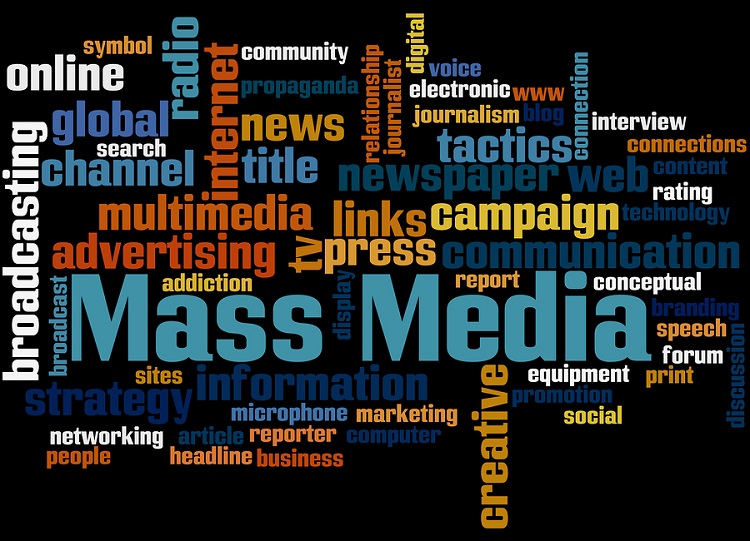 symbol
radio
digital
online
internet
community
relationship
journalist
voice
connection
propaganda
electronic
www
global
news
journalism
blog
interview
search
tactics
connections
broadcasting
channel
title
newspaper
web
content
rating
multimedia
links
campaign
technology
advertising
tv
press
communication
addiction
report
conceptual
broadcast
Mass Media
display
branding
speech
forum
discussion
sites
information
creative
equipment
print
strategy
promotion
microphone
marketing
social
networking
article
reporter
computer
people
headline
business